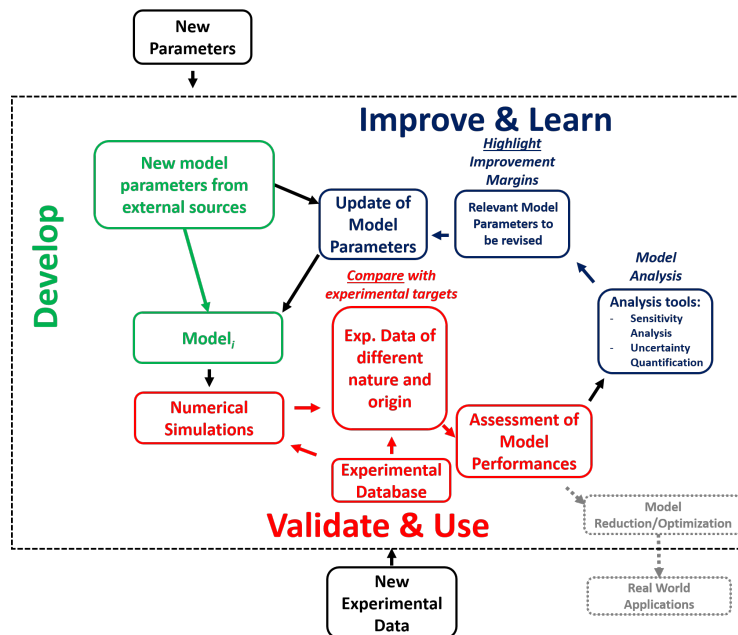 New
Parameters
Improve & Learn
Highlight
Improvement
Margins
New model
parameters from
external sources
Update of
Model
Parameters
Relevant Model
Parameters to
be revised
Develop
Model
Analysis
Compare with
experimental targets
Analysis tools:
- Sensitivity
Analysis
- Uncertainty
Quantification
Model i
Exp. Data of
different
nature and
origin
Numerical
Simulations
Assessment of
Model
Performances
Experimental
Database
Validate & Use
Model
Reduction/Optimization
New
Experimental
Data
Real World
Applications